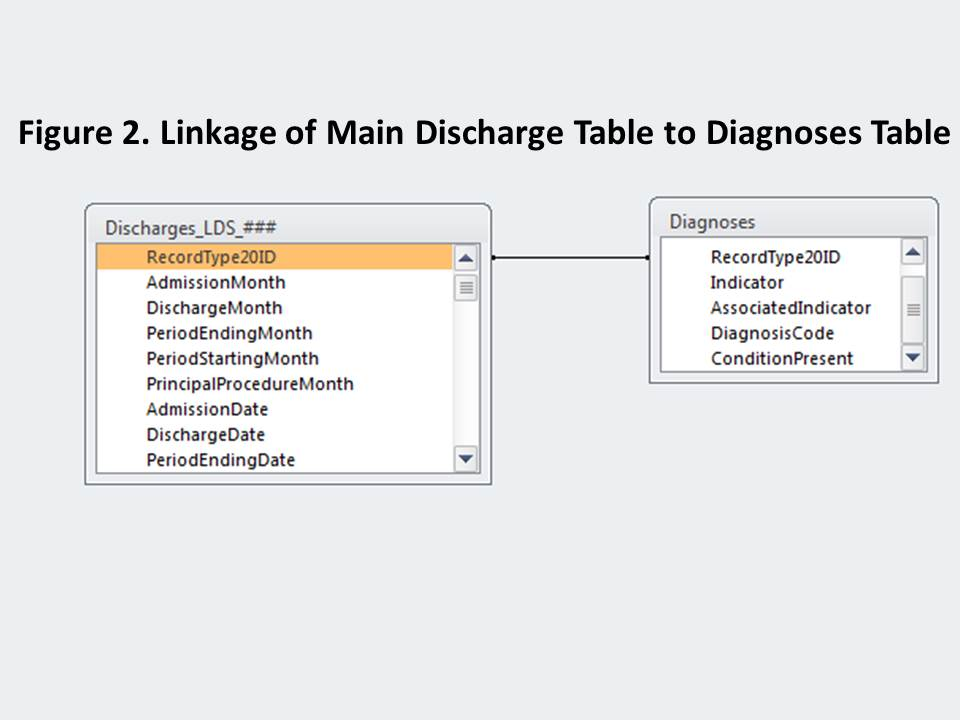 Figure 2. Linkage of Main Discharge Table to Diagnoses Table
Discharges_LDS_###
RecordType20ID
AdmissionMonth
DischargeMonth
PeriodEndingMonth
PeriodStartingMonth
PrincipalProcedureMonth
AdmissionDate
DischargeDate
PeriodEndingDate
Diagnoses
RecordType20ID
Indicator
AssociatedIndicator
DiagnosisCode
ConditionPresent